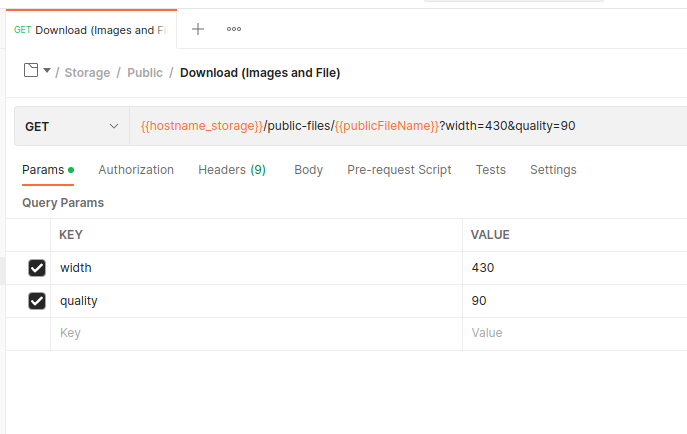 GET Download (Images and Fi
/ Storage / Public / Download (Images and File)
GET {{hostname_storage}}/public-files/{{publicFileName}}?width=430&quality=90
Params Authorization Headers (9) Body Pre-request Script Tests Settings
Query Params
KEY VALUE
width 430
quality 90
Key Value